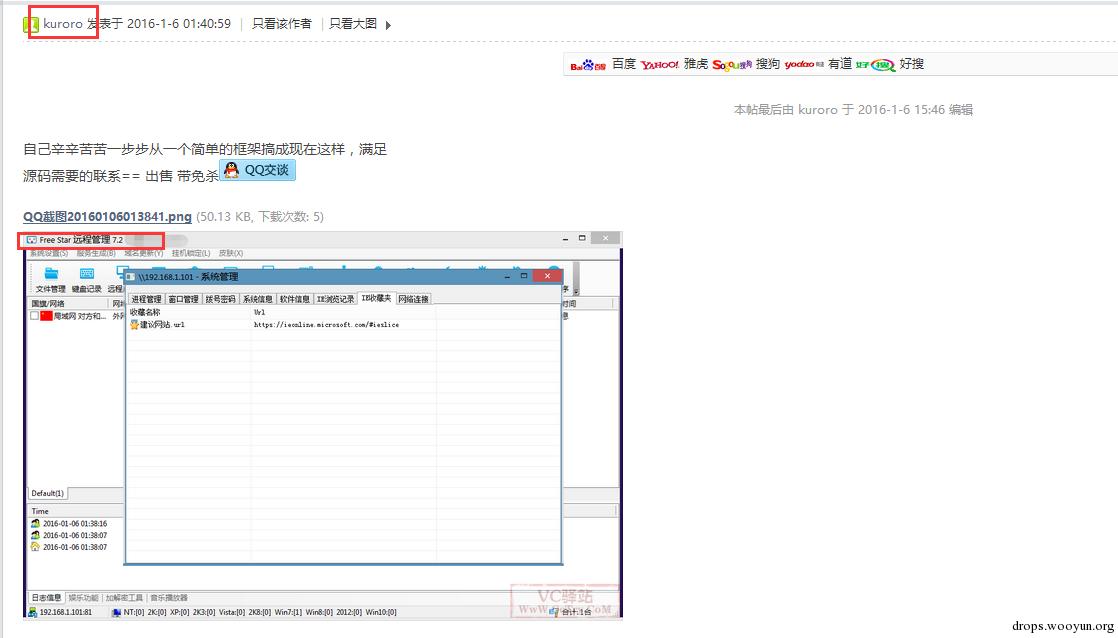 kuroro 发表于 2016-1-6 01:40:59 | 只看该作者 | 只看大图
Bai 百度 百度 YAHOO! 雅虎 Sogou 搜狗 搜狗 yodao 有道 好搜 好搜
本帖最后由 kuroro 于 2016-1-6 15:46 编辑
自己辛辛苦苦一步步从一个简单的框架搞成现在这样，满足
源码需要的联系== 出售 带免杀 QQ交谈
QQ截图20160106013841.png (50.13 KB, 下载次数: 5)
Free Star 远程管理 7.2
系统设置(S) 服务生成(B) 域名更新(Y) 挂机锁定(L) 皮肤(X)
\\192.168.1.101 - 系统管理
文件管理 键盘记录 远程
进程管理 窗口管理 拨号密码 系统信息 软件信息 IE浏览记录 IE收藏夹 网络连接
国旗/网络
时间
收藏名称 Url
局域网 对方和...
建议网站.url https://ieonline.microsoft.com/#ieslice
Default(1)
Time
2016-01-06 01:38:16
2016-01-06 01:38:07
2016-01-06 01:38:07
日志信息 娱乐功能 加解密工具 音乐播放器
VC驿站
192.168.1.101:81 NT:[0] 2K:[0] XP:[0] 2K3:[0] Vista:[0] 2K8:[0] Win7:[1] Win8:[0] 2012:[0] Win10:[0] 合计:1台
drops.wooyun.org